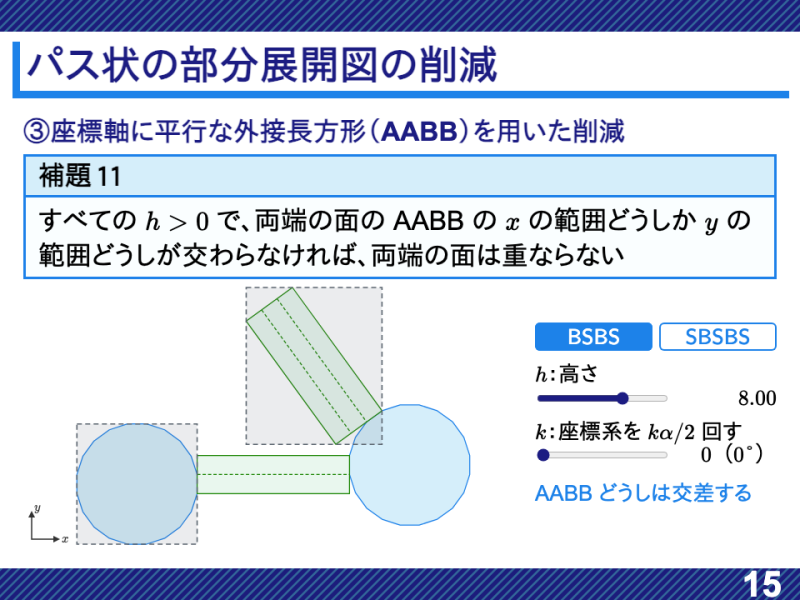 パス状の部分展開図の削減
③座標軸に平行な外接長方形（AABB）を用いた削減
補題 11
すべての h > 0 で、両端の面の AABB の x の範囲どうしか y の
範囲どうしが交わらなければ、両端の面は重ならない
BSBS
SBSBS
h：高さ
8.00
k：座標系を kα/2 回す
0（0°）
AABB どうしは交差する
y
x
15